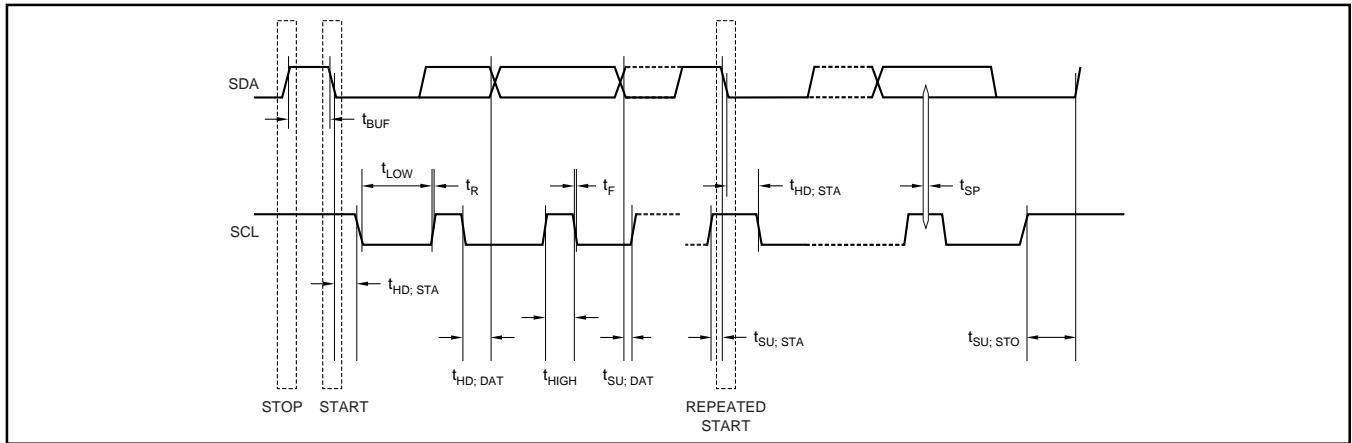 SDA
tBUF
tLOW
tR
tF
tHD; STA
tSP
SCL
tHD; STA
tSU; STA
tSU; STO
tHD; DAT
tHIGH
tSU; DAT
STOP
START
REPEATED
START